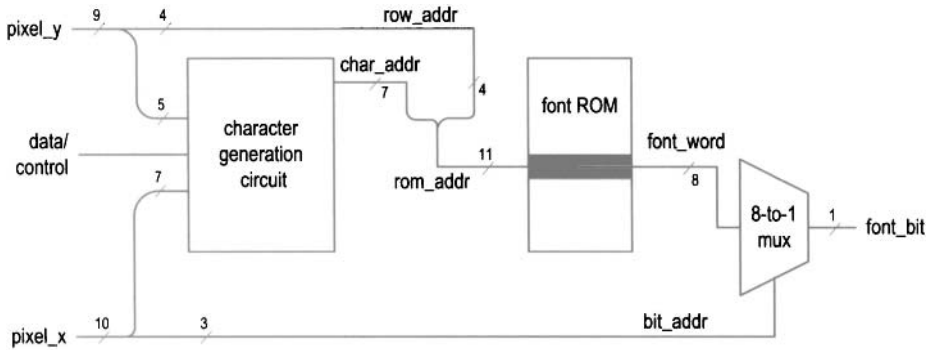 9
4
row_addr
pixel_y
char_addr
7
4
font ROM
5
character
generation
circuit
data/
control
font_word
11
8
rom_addr
7
8-to-1
mux
1
font_bit
10
3
bit_addr
pixel_x